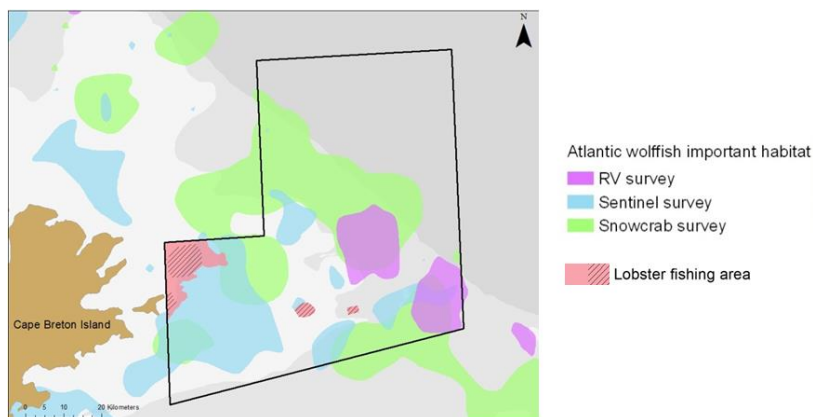 N
Cape Breton Island
0 5 10 20 Kilometers
Atlantic wolffish important habitat
RV survey
Sentinel survey
Snowcrab survey
Lobster fishing area